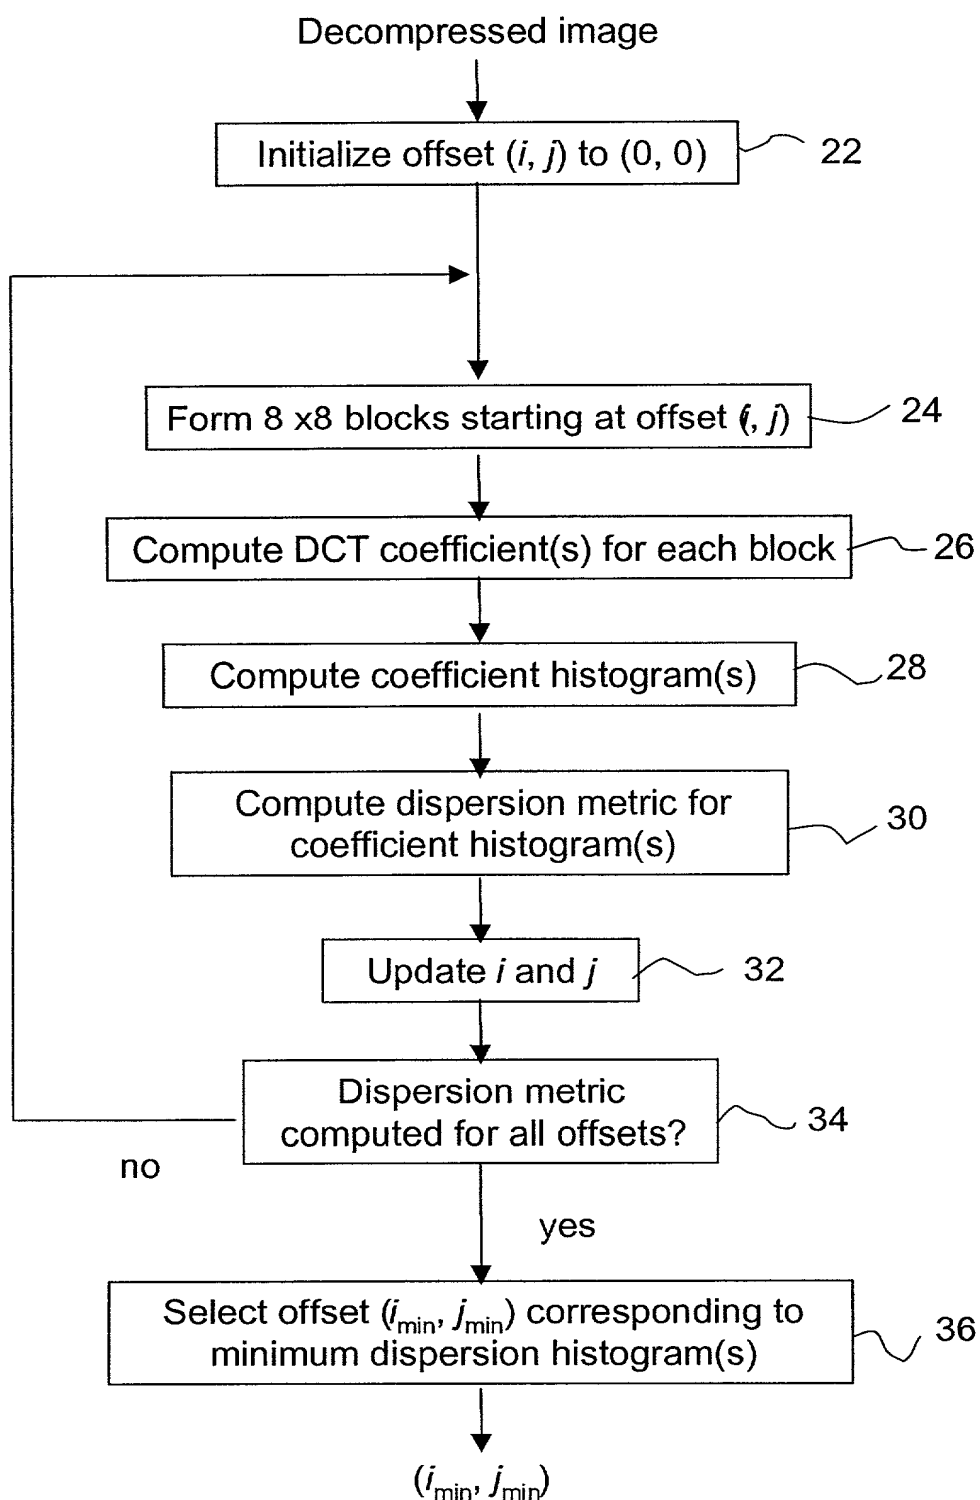 Decompressed image
Initialize offset (i, j) to (0, 0)
22
Form 8 x8 blocks starting at offset (i, j)
24
Compute DCT coefficient(s) for each block
26
Compute coefficient histogram(s)
28
Compute dispersion metric for
coefficient histogram(s)
30
Update i and j
32
Dispersion metric
computed for all offsets?
34
no
yes
Select offset (imin, jmin) corresponding to
minimum dispersion histogram(s)
36
(imin, jmin)